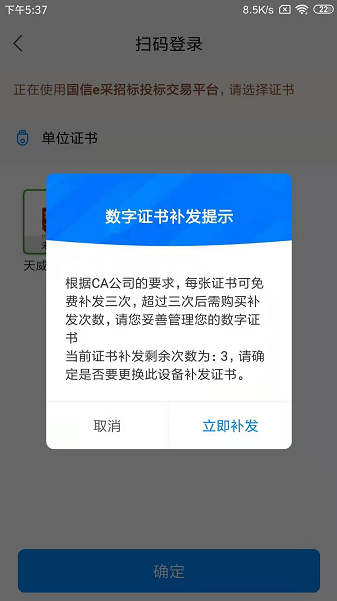 下午5:37
8.5K/s
22
扫码登录
正在使用国信e采招标投标交易平台，请选择证书
单位证书
天威
数字证书补发提示
根据CA公司的要求，每张证书可免
费补发三次，超过三次后需购买补
发次数，请您妥善管理您的数字证
书
当前证书补发剩余次数为：3，请确
定是否要更换此设备补发证书。
取消
立即补发
确定